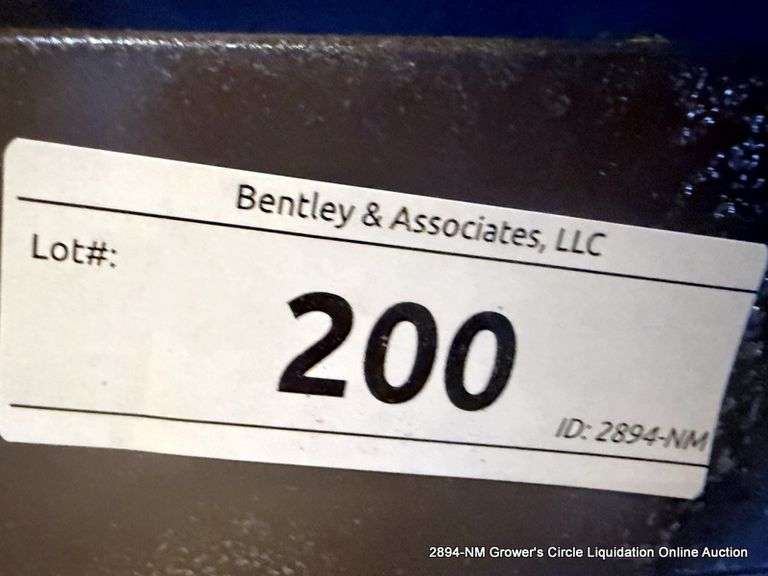 Bentley & Associates, LLC
Lot#:
200
ID: 2894-NM
2894-NM Grower's Circle Liquidation Online Auction